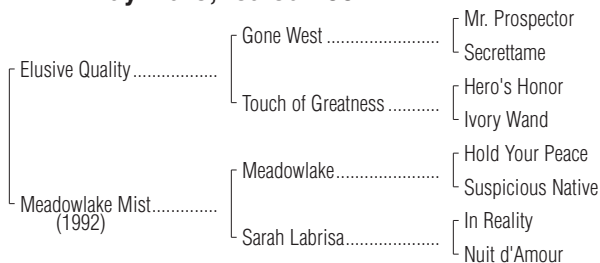 Mr. Prospector
Gone West ........................
Secrettame
Elusive Quality .................
Hero's Honor
Touch of Greatness ...........
Ivory Wand
Hold Your Peace
Meadowlake......................
Suspicious Native
Meadowlake Mist..............
(1992)
In Reality
Sarah Labrisa....................
Nuit d'Amour